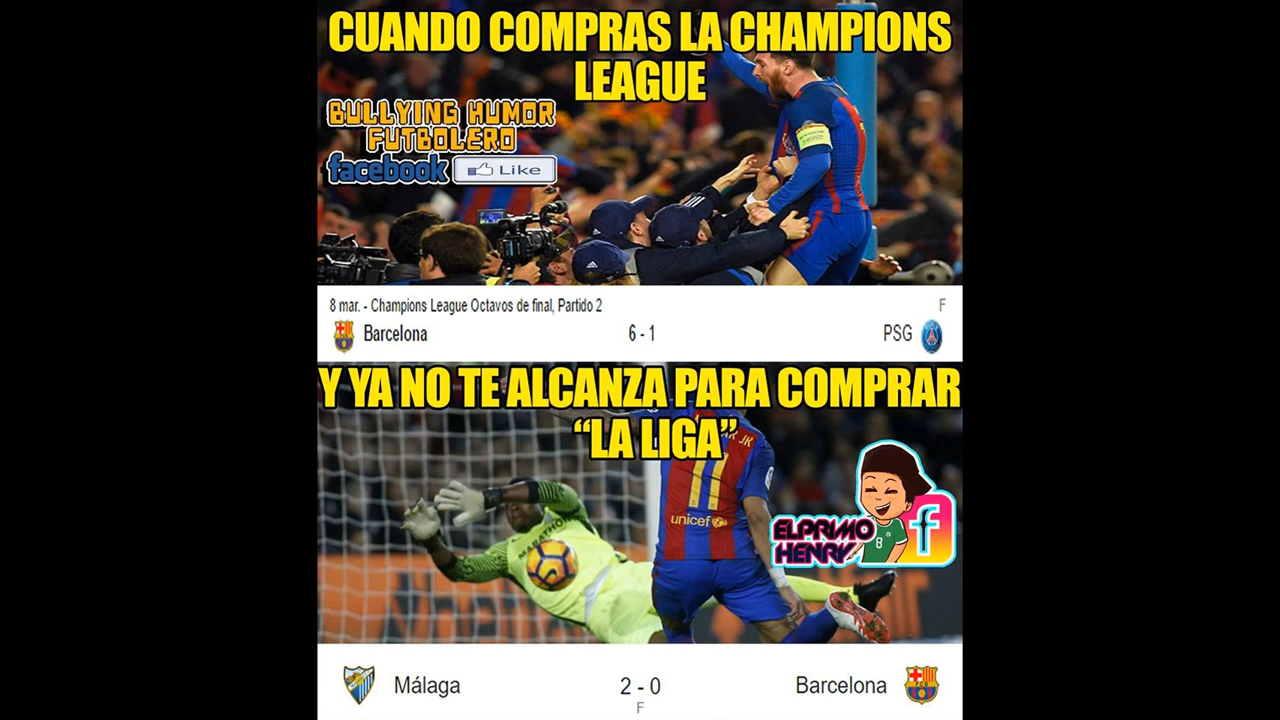 CUANDO COMPRAS LA CHAMPIONS
LEAGUE
BULLYING HUMOR
FUTBOLERO
facebook Like
8 mar. - Champions League Octavos de final, Partido 2 F
Barcelona 6 - 1 PSG
Y YA NO TE ALCANZA PARA COMPRAR
“LA LIGA”
JR
11
unicef
MARATHON
ELPRIMO
HENRY
8
f
Málaga 2 - 0 Barcelona
F